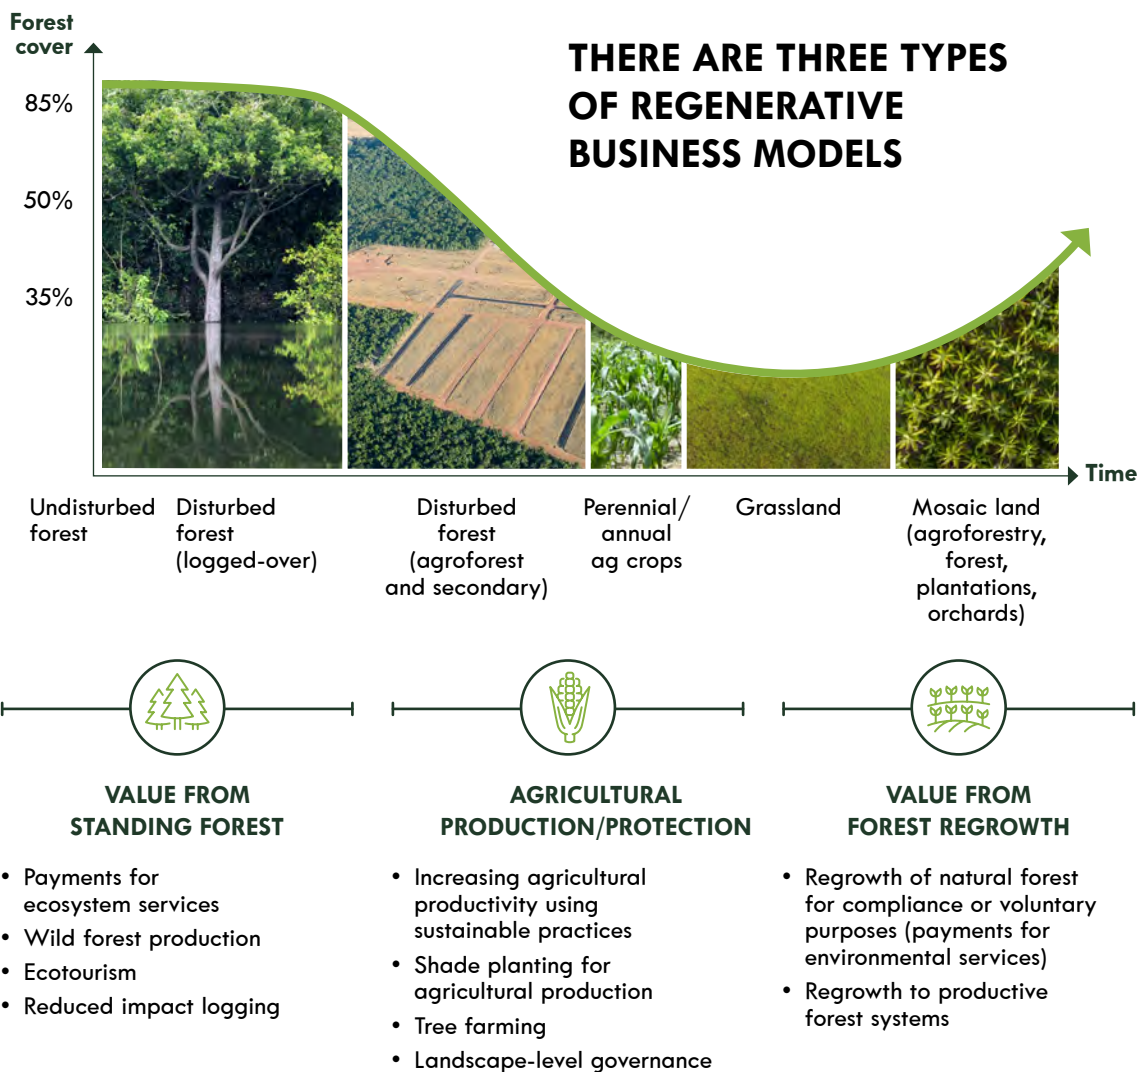 Forest
cover
THERE ARE THREE TYPES
OF REGENERATIVE
BUSINESS MODELS
85%
50%
35%
Time
Undisturbed
forest
Disturbed
forest
(logged-over)
Disturbed
forest
(agroforest
and secondary)
Perennial/
annual
ag crops
Grassland
Mosaic land
(agroforestry,
forest,
plantations,
orchards)
VALUE FROM
STANDING FOREST
• Payments for
ecosystem services
• Wild forest production
• Ecotourism
• Reduced impact logging
AGRICULTURAL
PRODUCTION/PROTECTION
• Increasing agricultural
productivity using
sustainable practices
• Shade planting for
agricultural production
• Tree farming
• Landscape-level governance
VALUE FROM
FOREST REGROWTH
• Regrowth of natural forest
for compliance or voluntary
purposes (payments for
environmental services)
• Regrowth to productive
forest systems